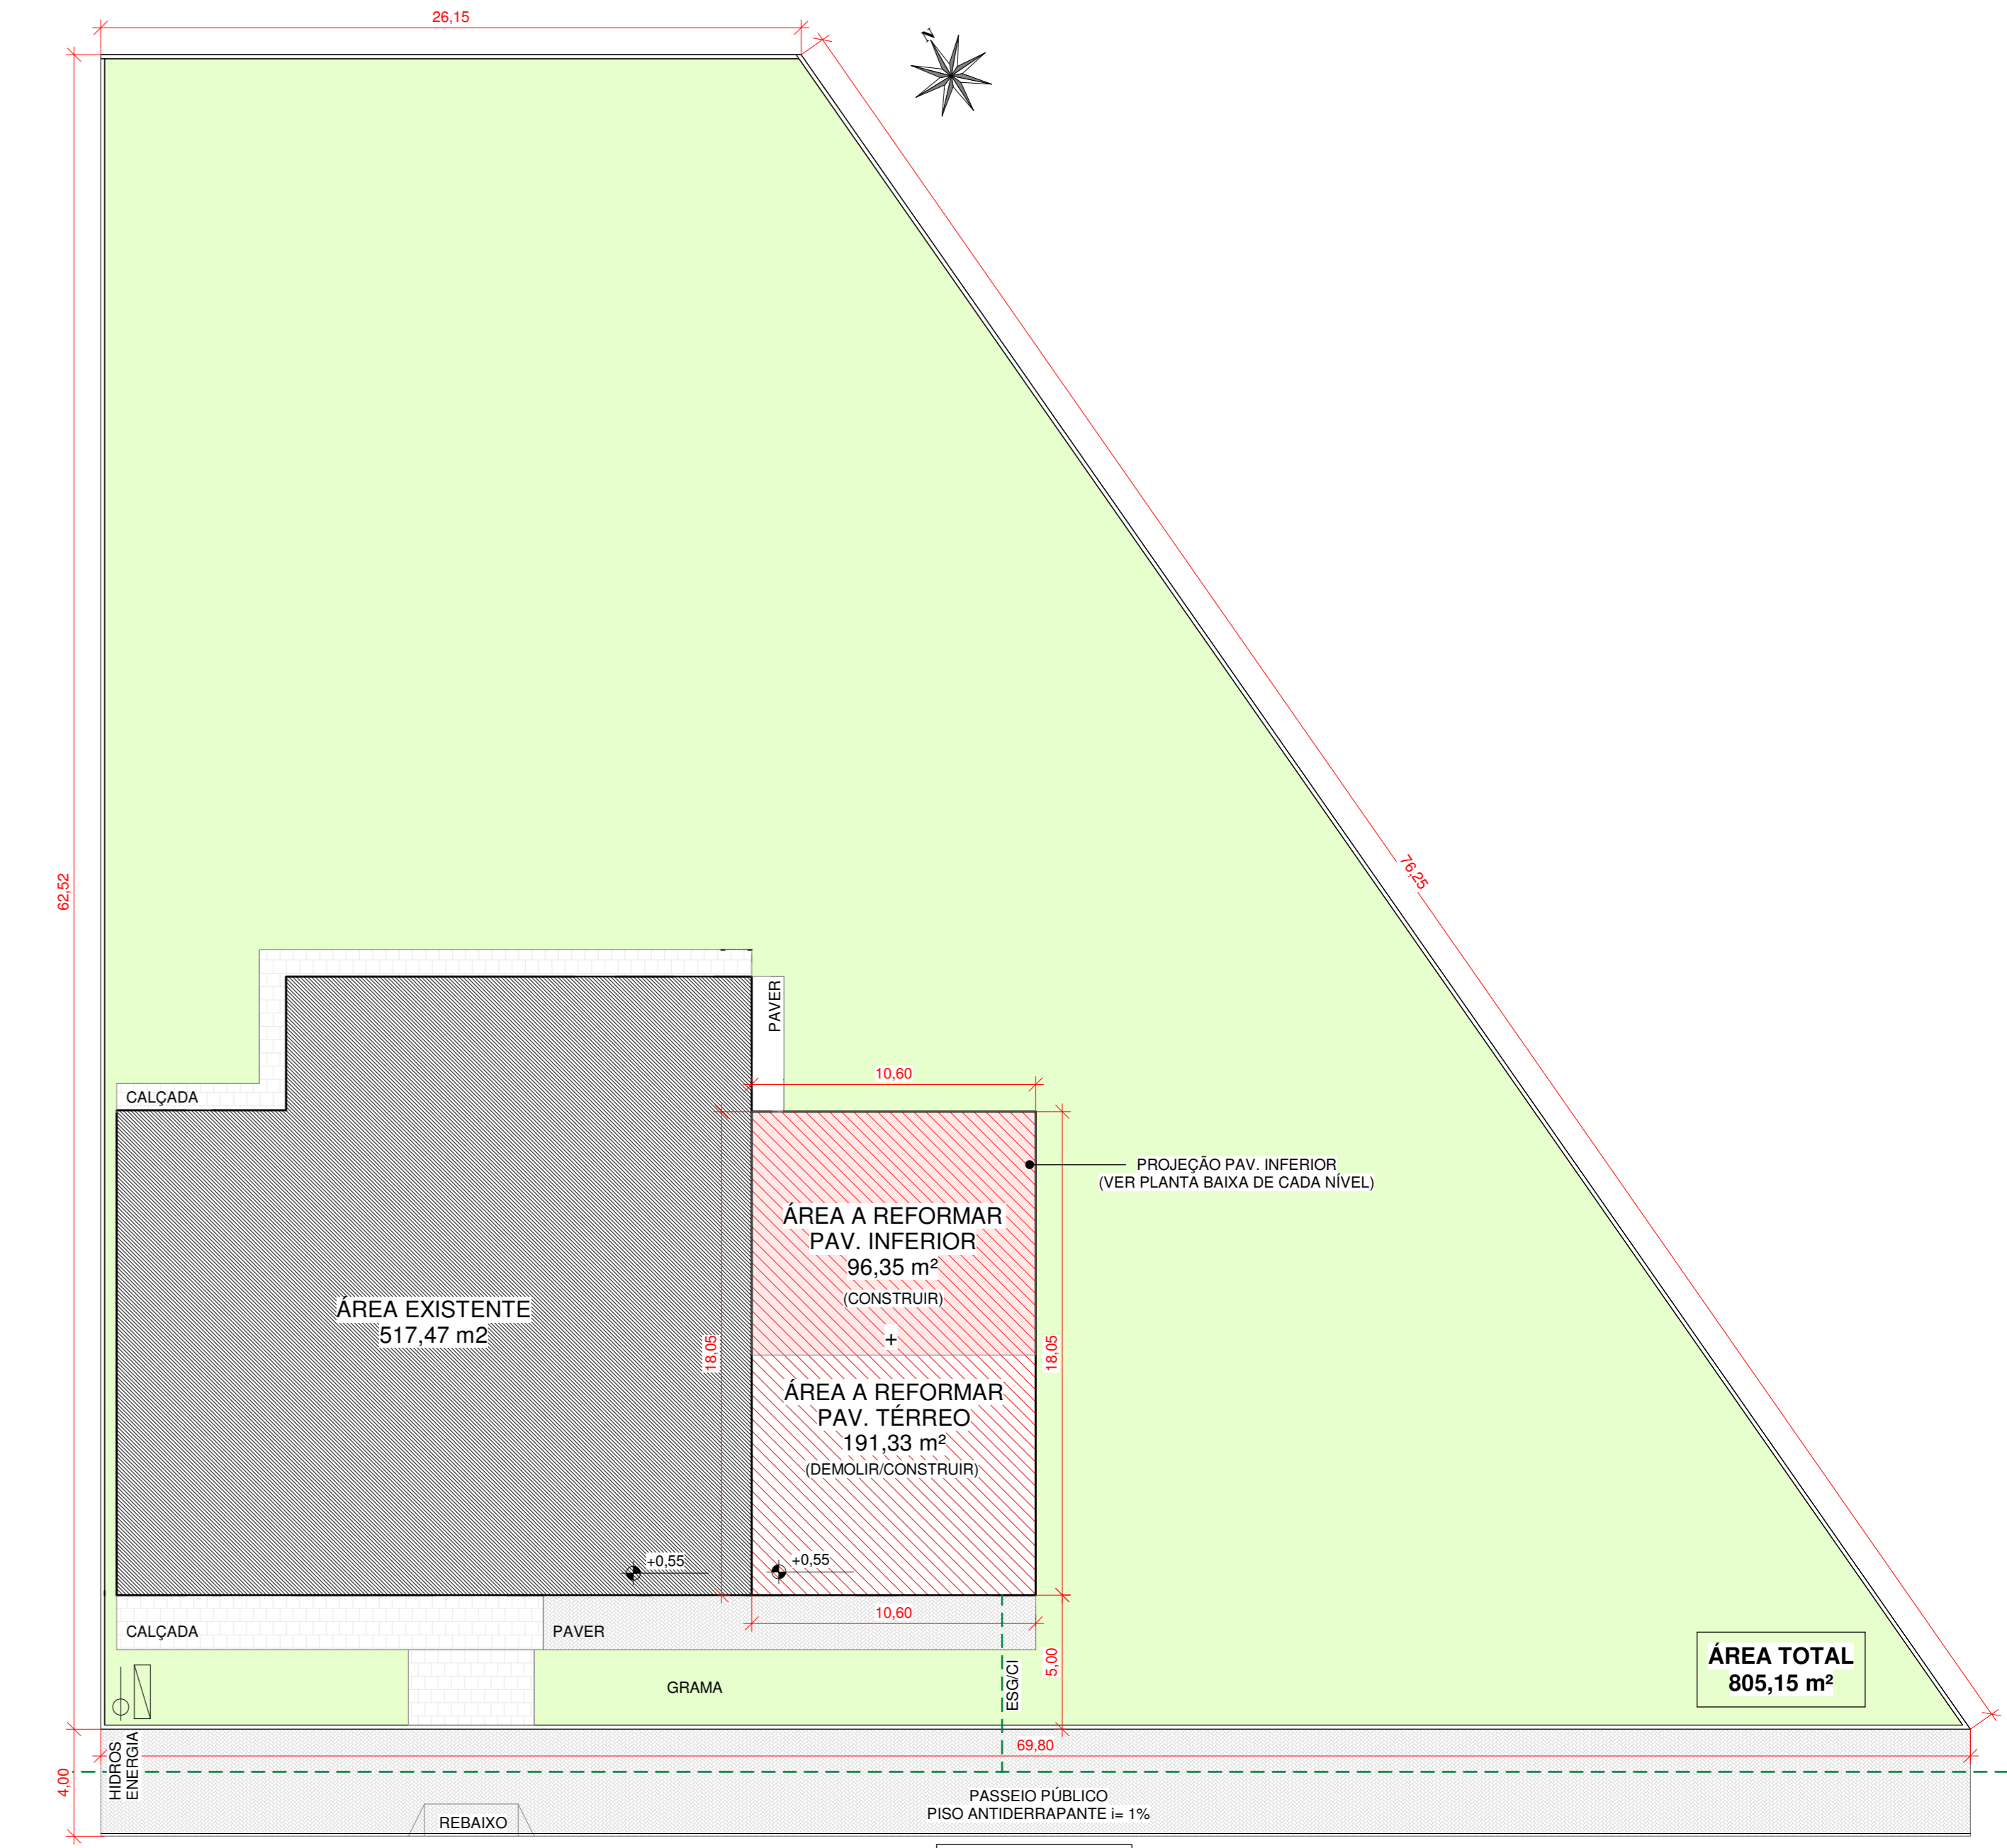 26,15
N
76,25
62,52
PAVER
CALÇADA
10,60
PROJEÇÃO PAV. INFERIOR
(VER PLANTA BAIXA DE CADA NÍVEL)
ÁREA A REFORMAR
PAV. INFERIOR
96,35 m²
(CONSTRUIR)
+
ÁREA EXISTENTE
517,47 m2
18,05
18,05
ÁREA A REFORMAR
PAV. TÉRREO
191,33 m²
(DEMOLIR/CONSTRUIR)
+0,55
+0,55
10,60
CALÇADA
PAVER
5,00
GRAMA
ESG/CI
ÁREA TOTAL
805,15 m²
HIDROS
ENERGIA
69,80
4,00
PASSEIO PÚBLICO
PISO ANTIDERRAPANTE i= 1%
REBAIXO